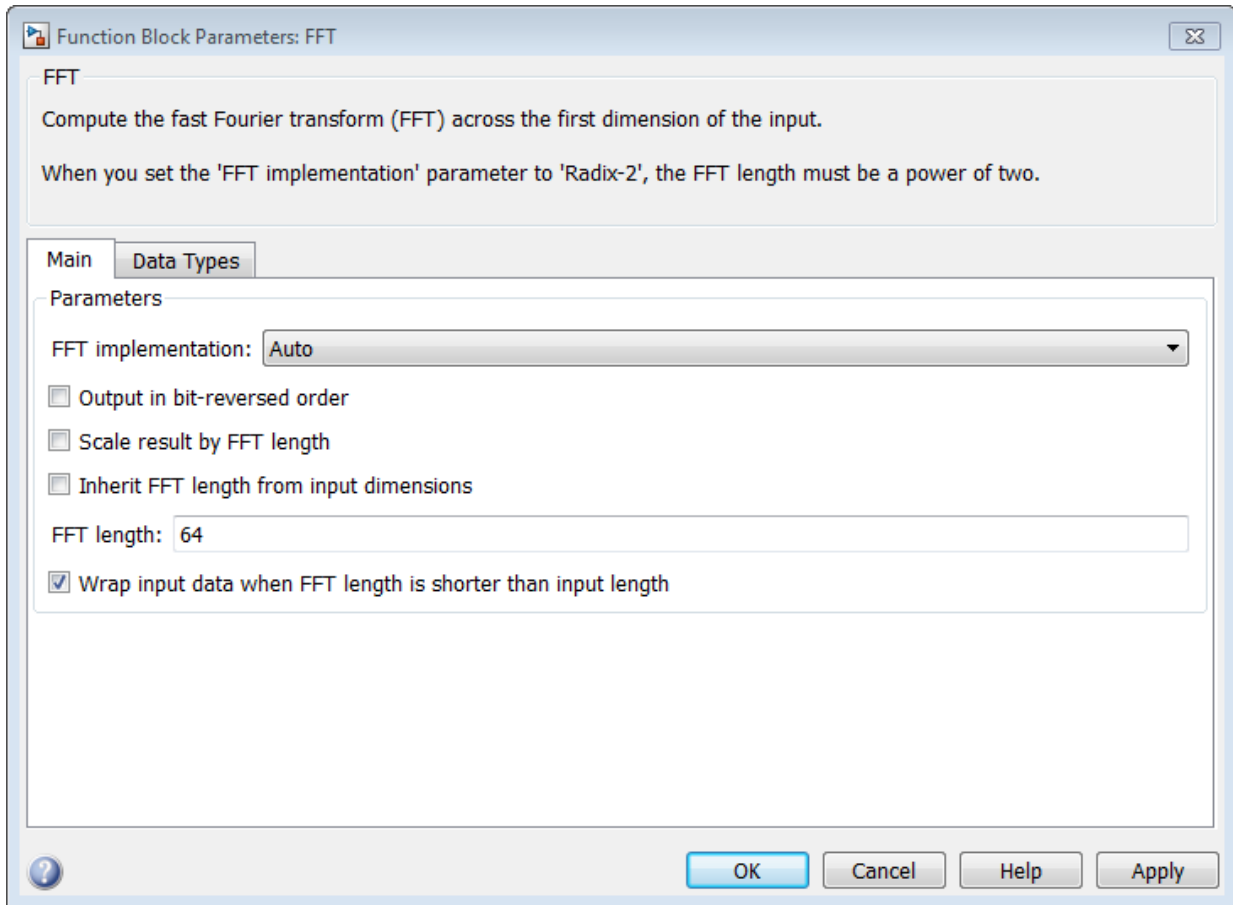 Function Block Parameters: FFT
FFT
Compute the fast Fourier transform (FFT) across the first dimension of the input.
When you set the 'FFT implementation' parameter to 'Radix-2', the FFT length must be a power of two.
Main Data Types
Parameters
FFT implementation: Auto
Output in bit-reversed order
Scale result by FFT length
Inherit FFT length from input dimensions
FFT length: 64
Wrap input data when FFT length is shorter than input length
? OK Cancel Help Apply